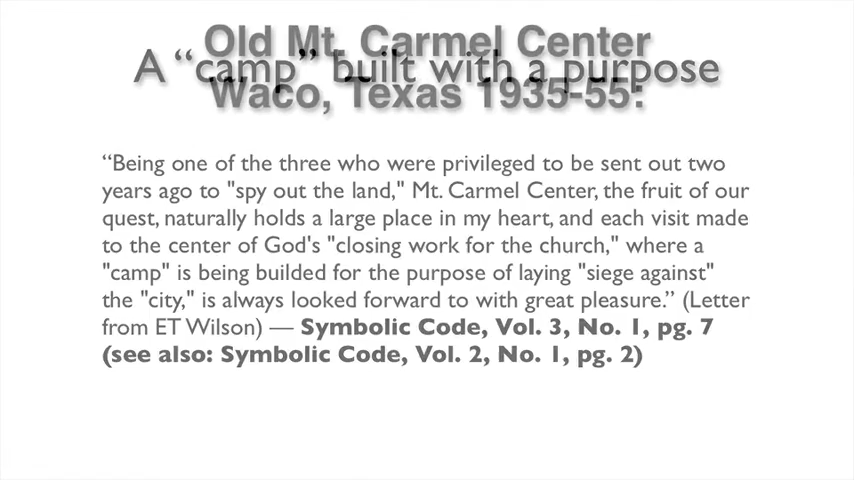 Old Mt. Carmel Center
A “camp” built with a purpose
Waco, Texas 1935-55:
“Being one of the three who were privileged to be sent out two
years ago to "spy out the land," Mt. Carmel Center, the fruit of our
quest, naturally holds a large place in my heart, and each visit made
to the center of God's "closing work for the church," where a
"camp" is being builded for the purpose of laying "siege against"
the "city," is always looked forward to with great pleasure.” (Letter
from ET Wilson) — Symbolic Code, Vol. 3, No. 1, pg. 7
(see also: Symbolic Code, Vol. 2, No. 1, pg. 2)